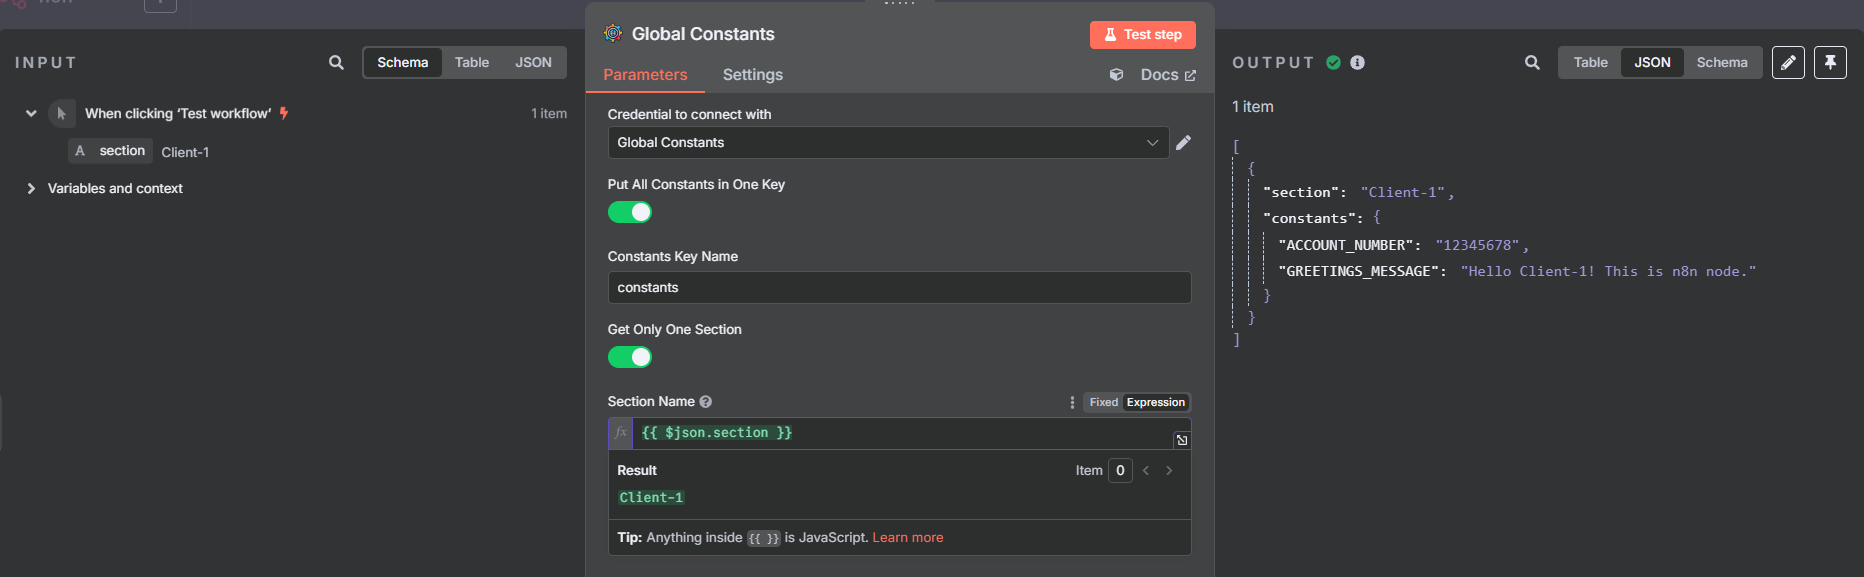 INPUT
Schema
Table
JSON
When clicking ‘Test workflow’
1 item
A section
Client-1
Variables and context
Global Constants
Test step
Parameters
Settings
Docs
Credential to connect with
Global Constants
Put All Constants in One Key
Constants Key Name
constants
Get Only One Section
Section Name
Fixed
Expression
fx
{{ $json.section }}
Result
Item 0
Client-1
Tip: Anything inside {{ }} is JavaScript. Learn more
OUTPUT
Table
JSON
Schema
1 item
[
{
"section": "Client-1",
"constants": {
"ACCOUNT_NUMBER": "12345678",
"GREETINGS_MESSAGE": "Hello Client-1! This is n8n node."
}
}
]